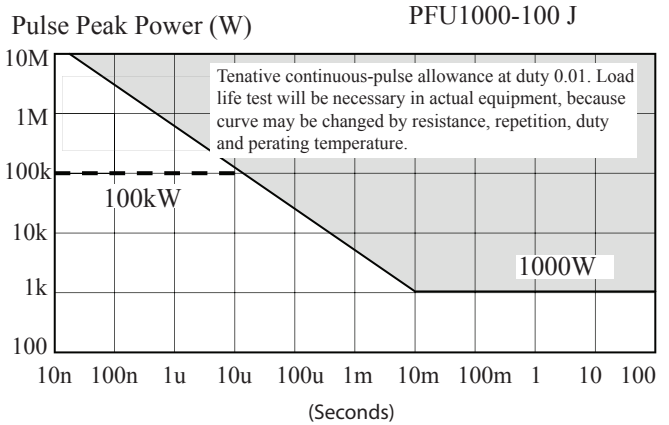 Pulse Peak Power (W)
PFU1000-100 J
Tenative continuous-pulse allowance at duty 0.01. Load
life test will be necessary in actual equipment, because
curve may be changed by resistance, repetition, duty
and perating temperature.
10M
1M
100k
10k
1k
100
100kW
1000W
10n 100n 1u 10u 100u 1m 10m 100m 1 10 100
(Seconds)